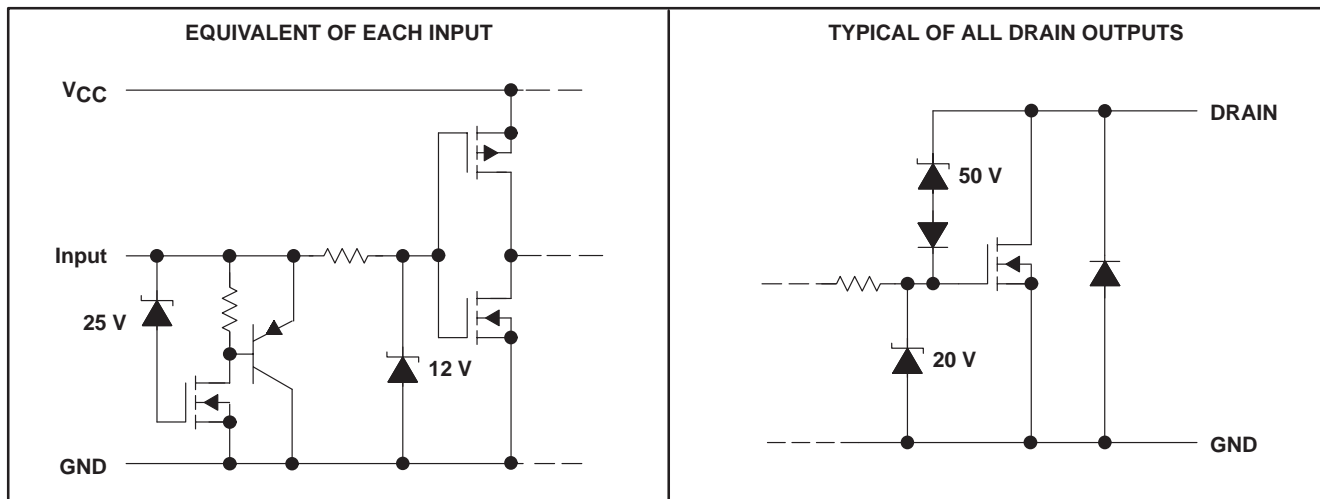 EQUIVALENT OF EACH INPUT
VCC
Input
25 V
12 V
GND
TYPICAL OF ALL DRAIN OUTPUTS
DRAIN
50 V
20 V
GND